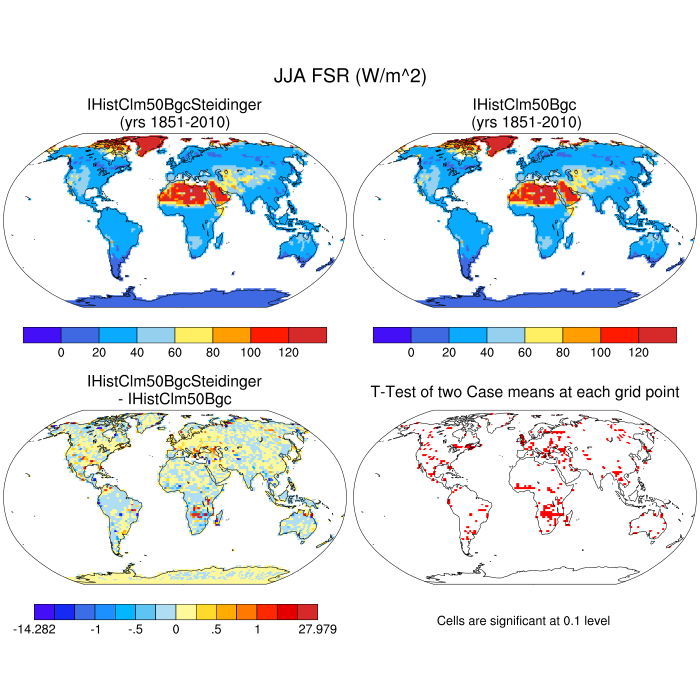 JJA FSR (W/m^2)
IHistClm50BgcSteidinger
(yrs 1851-2010)
IHistClm50Bgc
(yrs 1851-2010)
0 20 40 60 80 100 120
0 20 40 60 80 100 120
IHistClm50BgcSteidinger
- IHistClm50Bgc
T-Test of two Case means at each grid point
-14.282 -1 -.5 0 .5 1 27.979
Cells are significant at 0.1 level